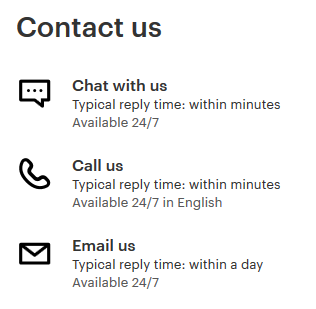 Contact us
Chat with us
Typical reply time: within minutes
Available 24/7
Call us
Typical reply time: within minutes
Available 24/7 in English
Email us
Typical reply time: within a day
Available 24/7